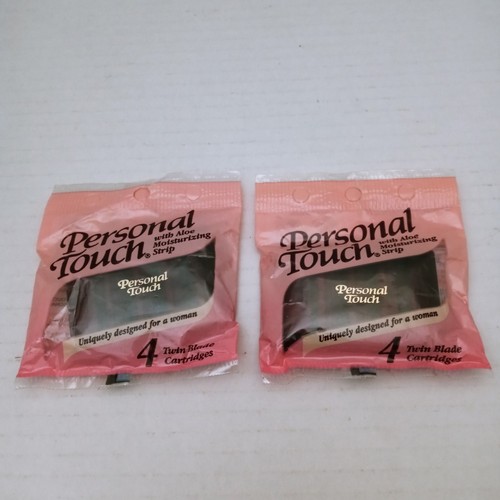 Personal
Touch® with Aloe
Moisturizing
Strip
Personal
Touch
Uniquely designed for a woman
4 Twin Blade
Cartridges
Personal
Touch® with Aloe
Moisturizing
Strip
Personal
Touch
Uniquely designed for a woman
4 Twin Blade
Cartridges